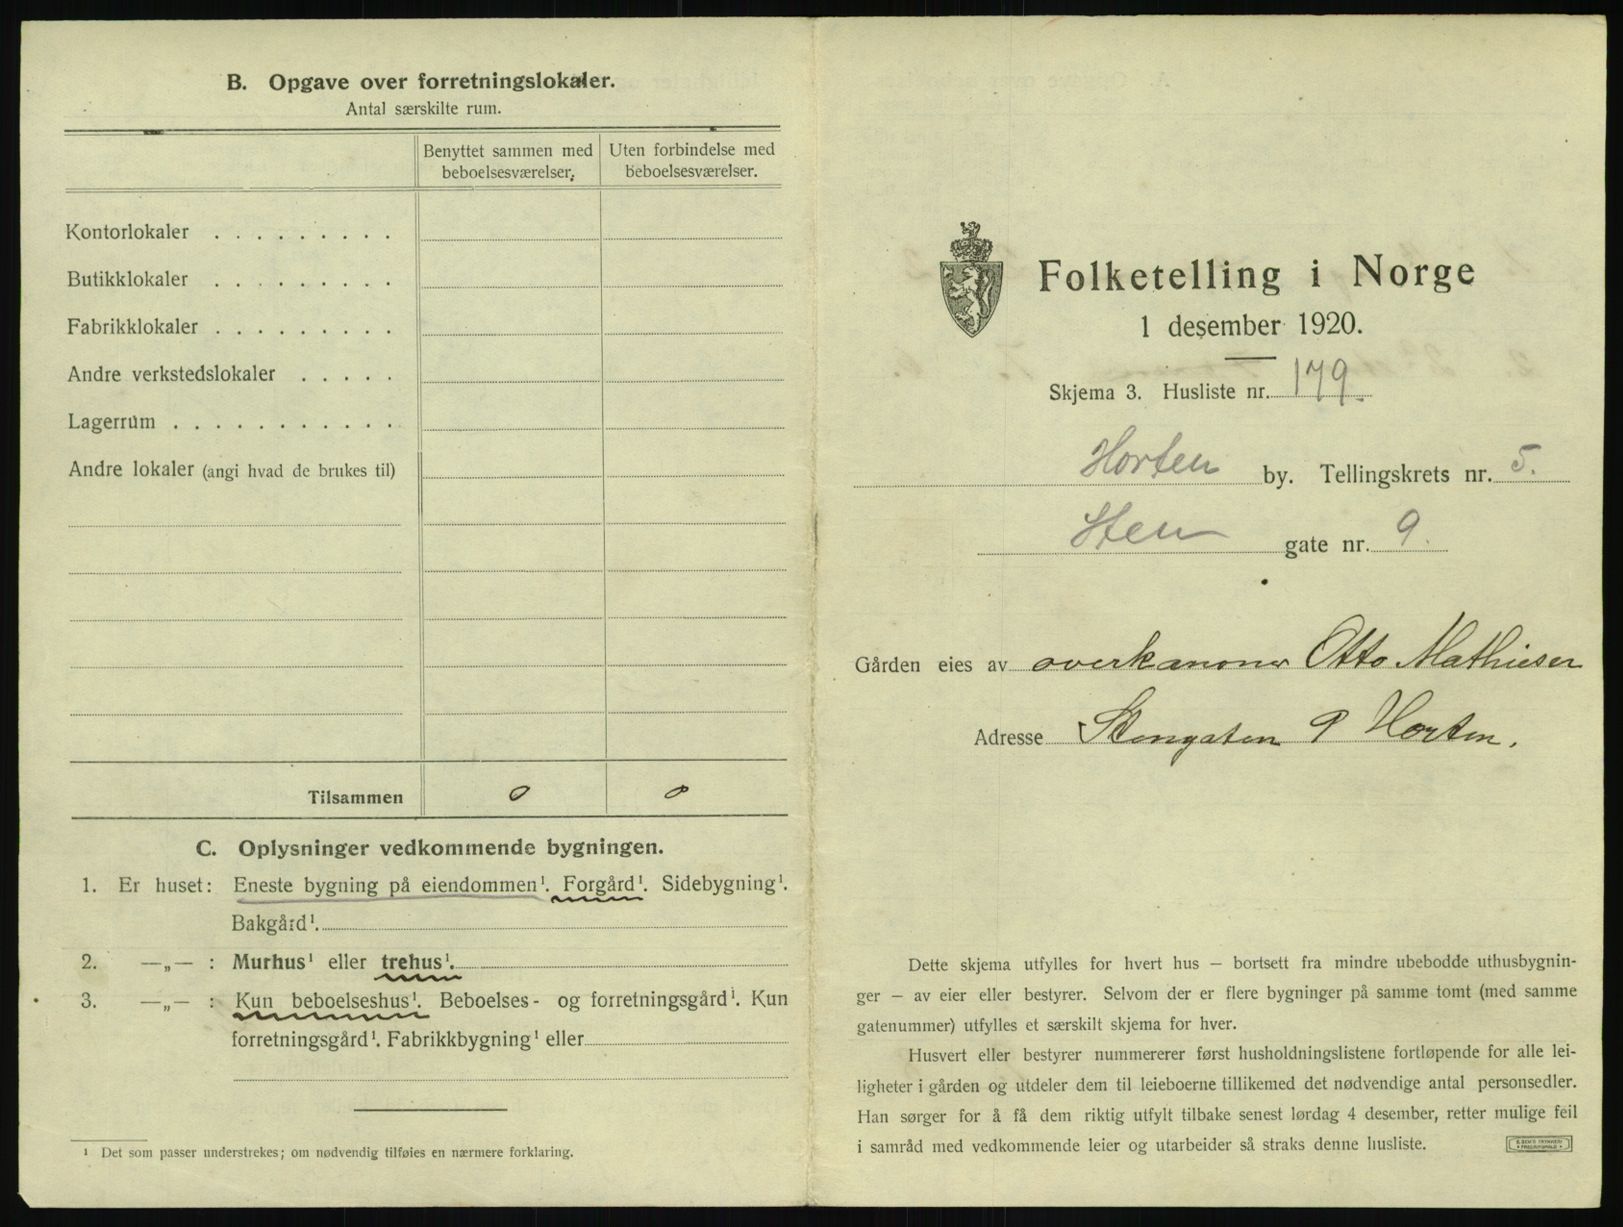 B. Opgave over forretningslokaler.
Antal særskilte rum.
Benyttet sammen med beboelsesværelser.
Uten forbindelse med beboelsesværelser.
Kontorlokaler
Butikklokaler
Fabrikklokaler
Andre verkstedslokaler
Lagerrum
Andre lokaler (angi hvad de brukes til)
Tilsammen 0 0
C. Oplysninger vedkommende bygningen.
1. Er huset: Eneste bygning på eiendommen¹. Forgård¹. Sidebygning¹.
Bakgård¹.
2. —„— : Murhus¹ eller trehus¹.
3. —„— : Kun beboelseshus¹. Beboelses- og forretningsgård¹. Kun
forretningsgård¹. Fabrikkbygning¹ eller
¹ Det som passer understrekes; om nødvendig tilføies en nærmere forklaring.
Folketelling i Norge
1 desember 1920.
Skjema 3. Husliste nr. 179.
Horten by. Tellingskrets nr. 5.
Sten gate nr. 9.
Gården eies av overkanoner Otto Mathiesen
Adresse Stengaten 9 Horten.
Dette skjema utfylles for hvert hus – bortsett fra mindre ubebodde uthusbygnin-
ger – av eier eller bestyrer. Selvom der er flere bygninger på samme tomt (med samme
gatenummer) utfylles et særskilt skjema for hver.
Husvert eller bestyrer nummererer først husholdningslistene fortløpende for alle lei-
ligheter i gården og utdeler dem til leieboerne tillikemed det nødvendige antal personsedler.
Han sørger for å få dem riktig utfylt tilbake senest lørdag 4 desember, retter mulige feil
i samråd med vedkommende leier og utarbeider så straks denne husliste.